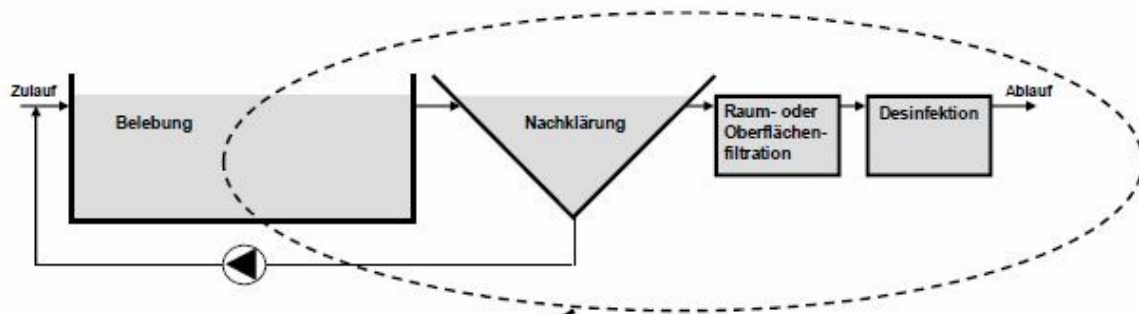 Zulauf
Belebung
Nachklärung
Raum- oder
Oberflächen-
filtration
Desinfektion
Ablauf